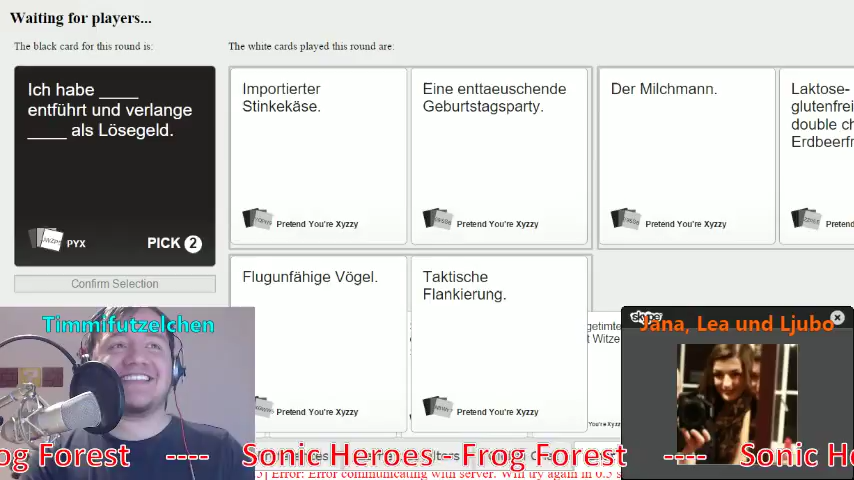 Waiting for players...
The black card for this round is:
The white cards played this round are:
Ich habe ____
entführt und verlange
____ als Lösegeld.
PYX
PICK 2
Confirm Selection
Importierter
Stinkekäse.
Pretend You're Xyzzy
Eine enttaeuschende
Geburtstagsparty.
Pretend You're Xyzzy
Der Milchmann.
Pretend You're Xyzzy
Laktose-
double
Pretend
Flugunfähige Vögel.
Pretend You're Xyzzy
Taktische
Flankierung.
Pretend You're Xyzzy
Witze
You're Xyzzy
Timmifutzelchen
skype
Jana, Lea und Ljubo
Forest ---- Sonic Heroes - Frog Forest ---- Sonic
Error: Error communicating with server. Will try again in 0.5